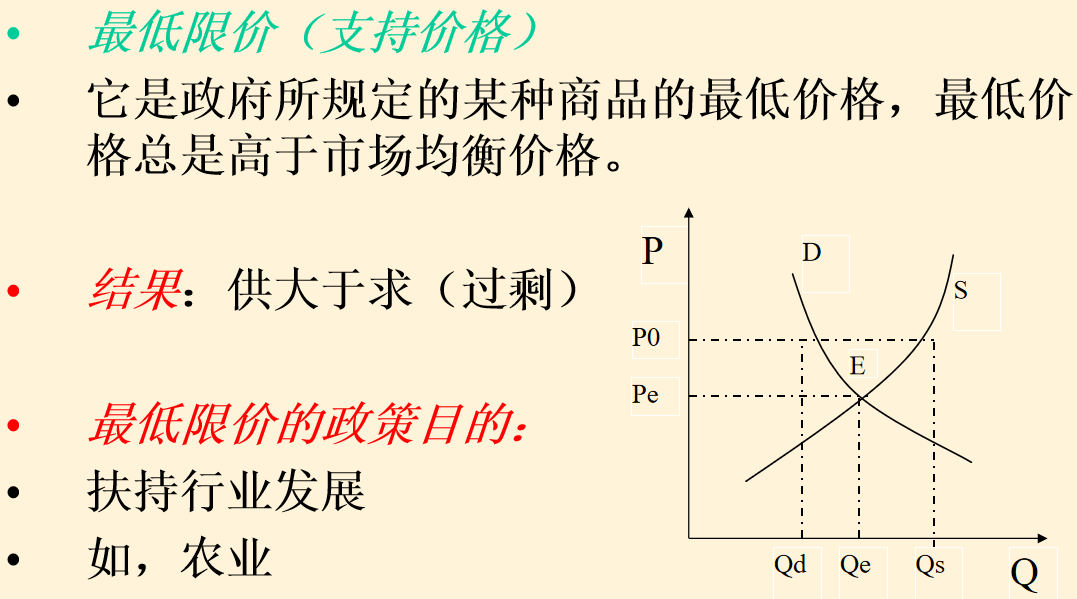 • 最低限价（支持价格）
• 它是政府所规定的某种商品的最低价格，最低价
格总是高于市场均衡价格。
• 结果：供大于求（过剩）
• 最低限价的政策目的：
• 扶持行业发展
• 如，农业
P
D
S
P0
E
Pe
Qd Qe Qs Q